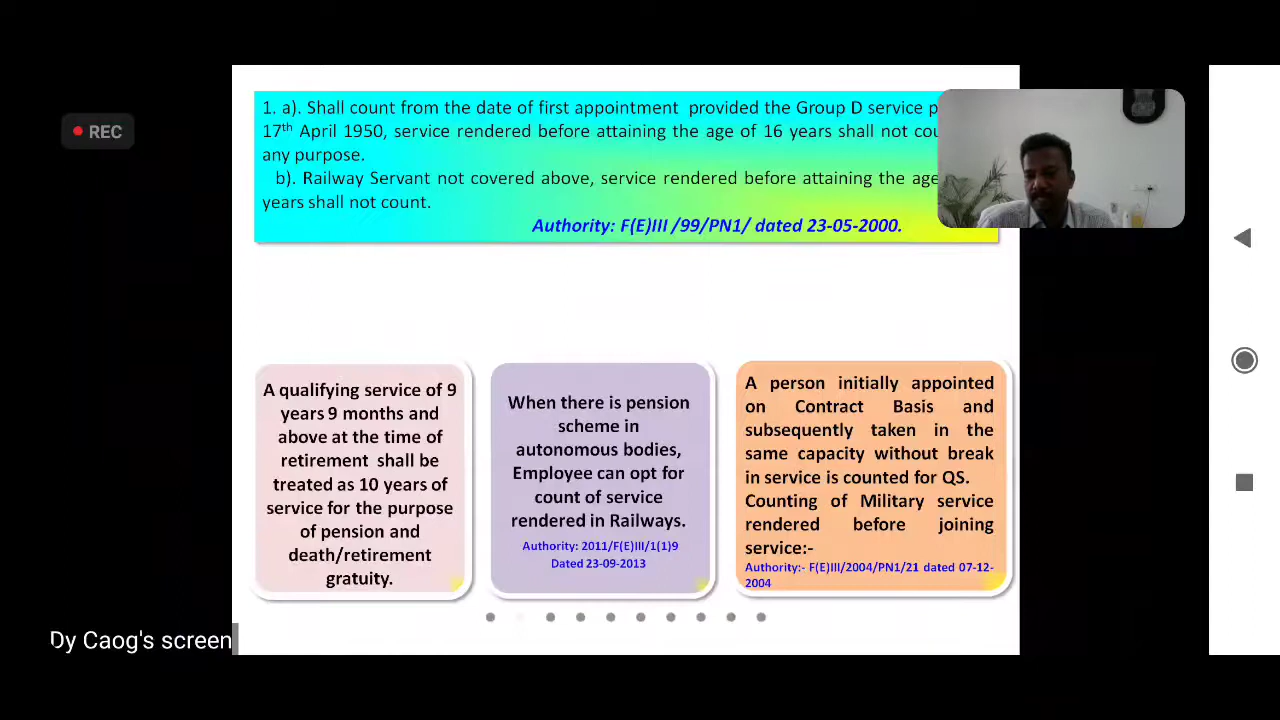 1. a). Shall count from the date of first appointment provided the Group D service p
REC
17th April 1950, service rendered before attaining the age of 16 years shall not cou
any purpose.
b). Railway Servant not covered above, service rendered before attaining the age
years shall not count.
Authority: F(E)III /99/PN1/ dated 23-05-2000.
A qualifying service of 9
years 9 months and
above at the time of
retirement shall be
treated as 10 years of
service for the purpose
of pension and
death/retirement
gratuity.
When there is pension
scheme in
autonomous bodies,
Employee can opt for
count of service
rendered in Railways.
Authority: 2011/F(E)III/1(1)9
Dated 23-09-2013
A person initially appointed
on Contract Basis and
subsequently taken in the
same capacity without break
in service is counted for QS.
Counting of Military service
rendered before joining
service:-
Authority:- F(E)III/2004/PN1/21 dated 07-12-
2004
Dy Caog's screen